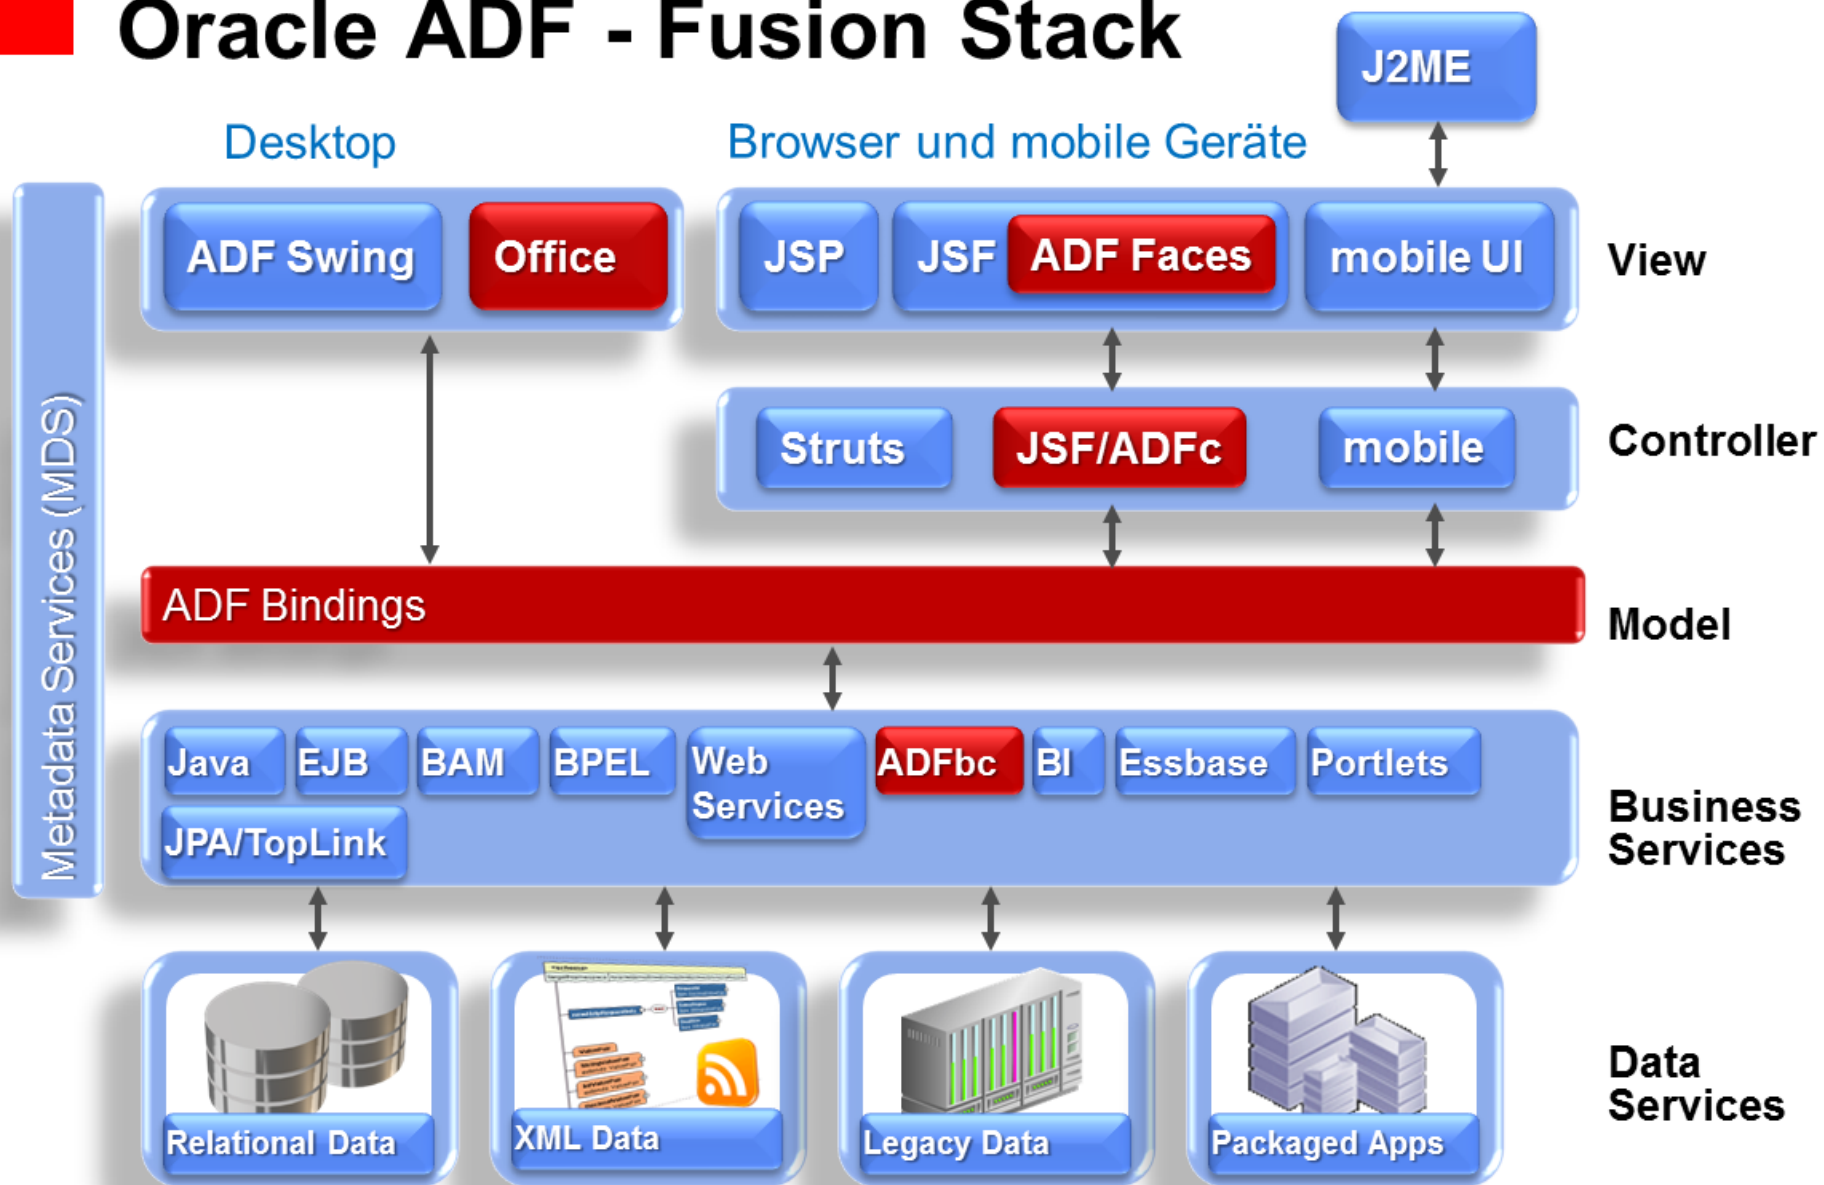 Oracle ADF - Fusion Stack
J2ME
Desktop
Browser und mobile Geräte
Metadata Services (MDS)
ADF Swing
Office
JSP
JSF
ADF Faces
mobile UI
View
Struts
JSF/ADFc
mobile
Controller
ADF Bindings
Model
Java
EJB
BAM
BPEL
Web
Services
ADFbc
BI
Essbase
Portlets
JPA/TopLink
Business
Services
Relational Data
XML Data
Legacy Data
Packaged Apps
Data
Services